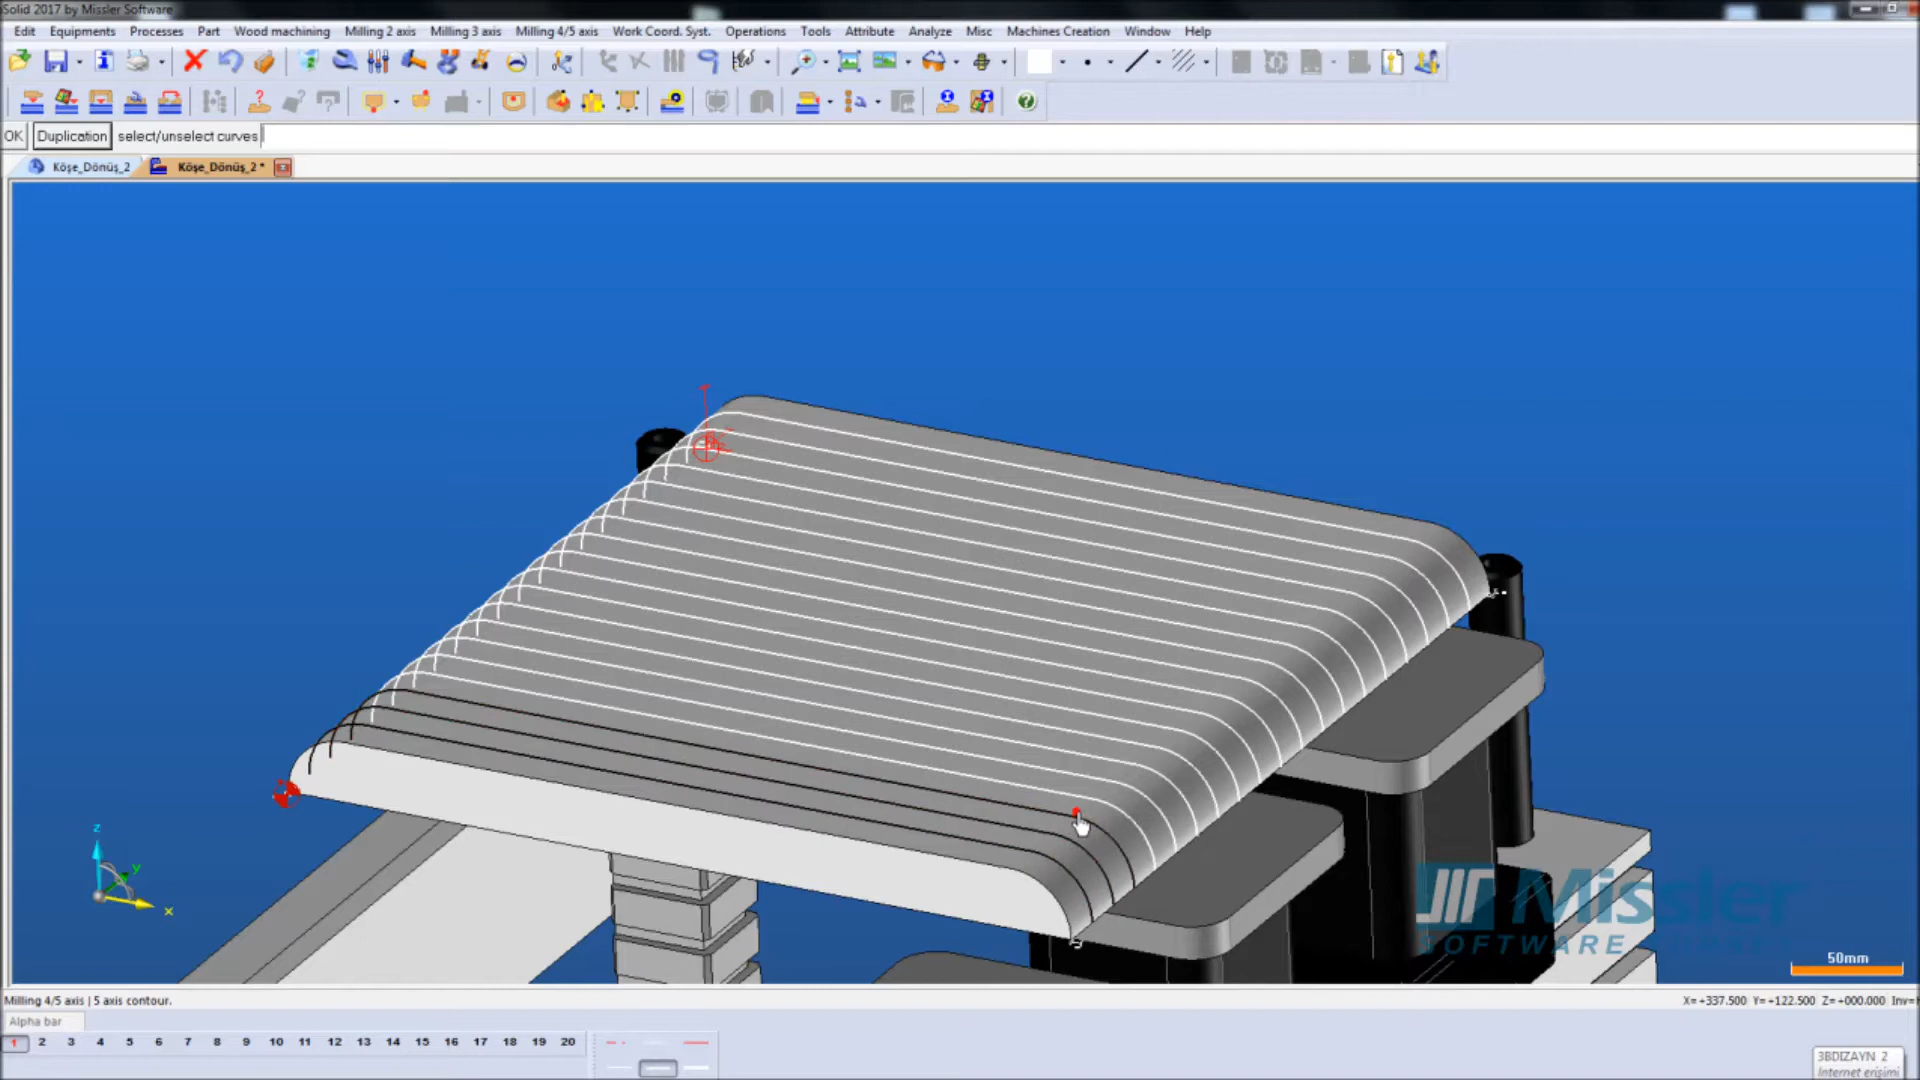 Solid 2017 by Missler Software
Edit Equipments Processes Part Wood machining Milling 2 axis Milling 3 axis Milling 4/5 axis Work Coord. Syst. Operations Tools Attribute Analyze Misc Machines Creation Window Help
OK Duplication select/unselect curves
Köşe_Dönüş_2 Köşe_Dönüş_2 *
z
y
x
Missler
SOFTWARE
50mm
Milling 4/5 axis | 5 axis contour.
X= +337.500 Y= +122.500 Z= +000.000 Inv=
Alpha bar
1 2 3 4 5 6 7 8 9 10 11 12 13 14 15 16 17 18 19 20
3BDIZAYN 2
Internet erişimi